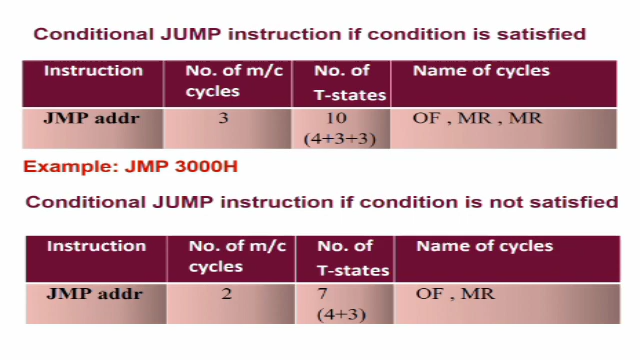 Conditional JUMP instruction if condition is satisfied
Instruction No. of m/c cycles No. of T-states Name of cycles
JMP addr 3 10 (4+3+3) OF , MR , MR
Example: JMP 3000H
Conditional JUMP instruction if condition is not satisfied
Instruction No. of m/c cycles No. of T-states Name of cycles
JMP addr 2 7 (4+3) OF , MR